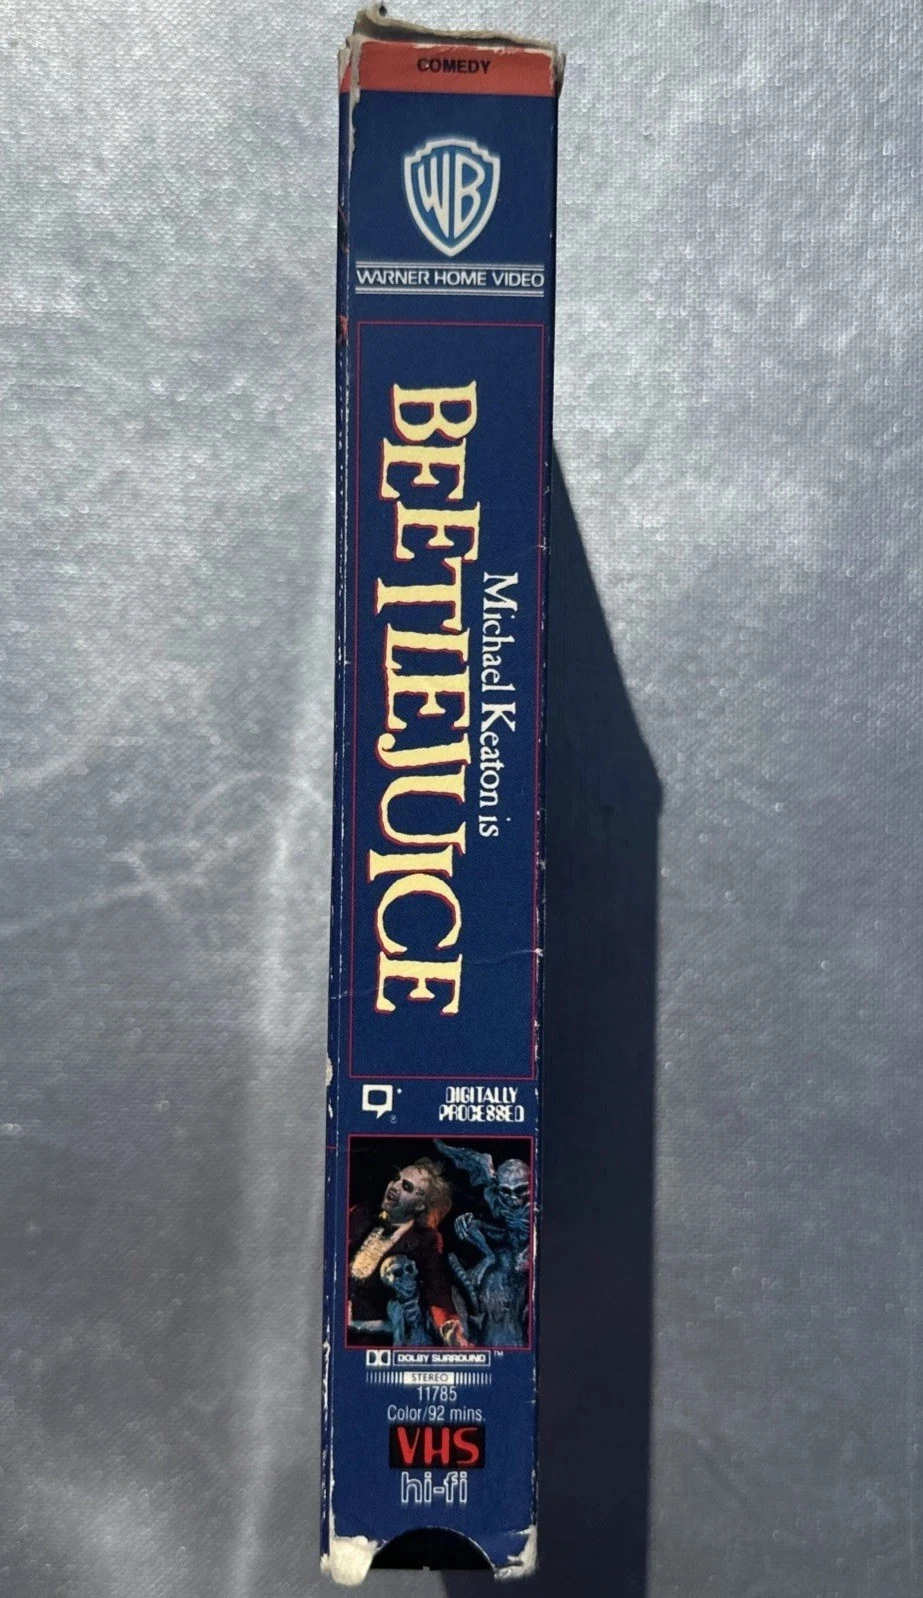 COMEDY
WB
WARNER HOME VIDEO
Michael Keaton is
BEETLEJUICE
DIGITALLY
PROCESSED
DOLBY SURROUND ™
STEREO
11785
Color/92 mins.
VHS
hi-fi